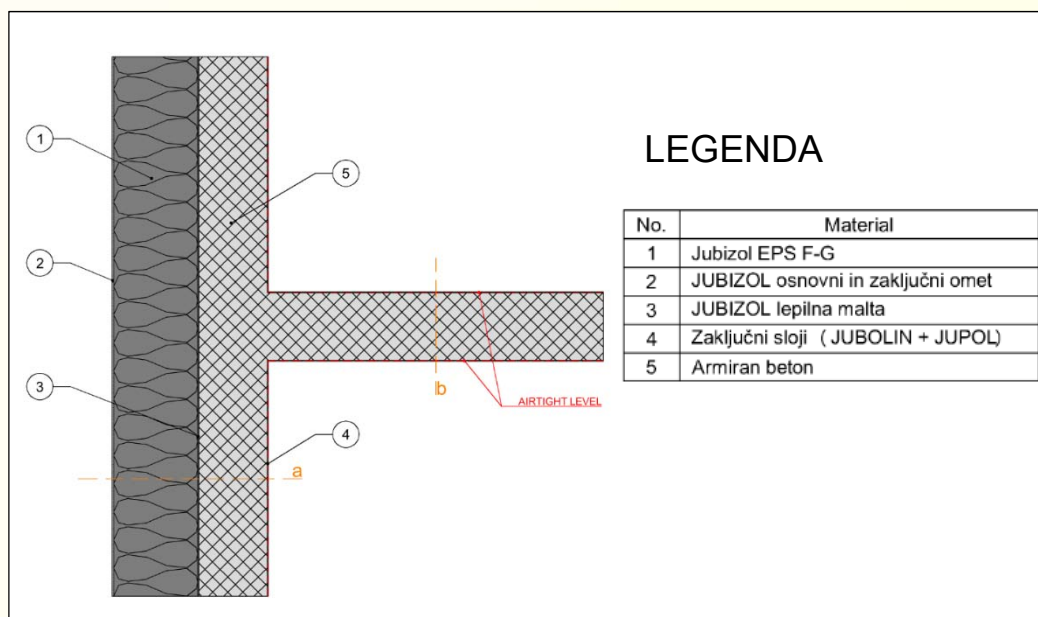 LEGENDA
No. Material
1 Jubizol EPS F-G
2 JUBIZOL osnovni in zaključni omet
3 JUBIZOL lepilna malta
4 Zaključni sloji ( JUBOLIN + JUPOL)
5 Armiran beton
1
5
2
b
AIRTIGHT LEVEL
3
4
a